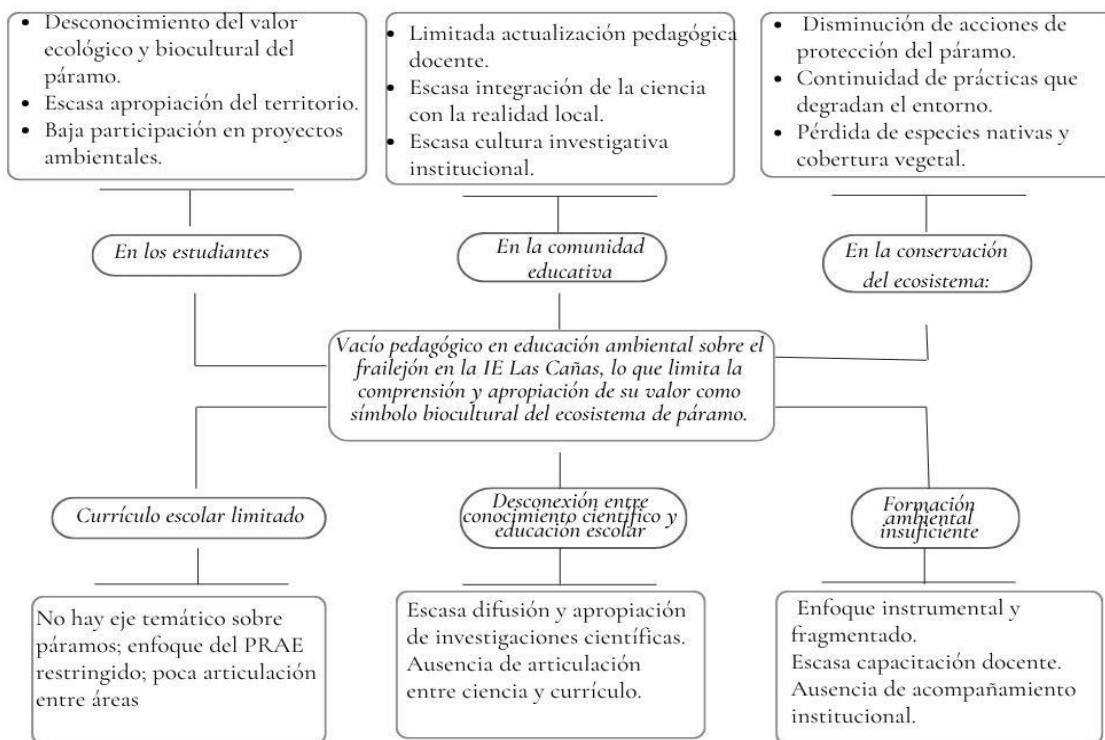 • Desconocimiento del valor
ecológico y biocultural del
páramo.
• Escasa apropiación del territorio.
• Baja participación en proyectos
ambientales.
• Limitada actualización pedagógica
docente.
• Escasa integración de la ciencia
con la realidad local.
• Escasa cultura investigativa
institucional.
• Disminución de acciones de
protección del páramo.
• Continuidad de prácticas que
degradan el entorno.
• Pérdida de especies nativas y
cobertura vegetal.
En los estudiantes
En la comunidad
educativa
En la conservación
del ecosistema:
Vacío pedagógico en educación ambiental sobre el
frailejón en la IE Las Cañas, lo que limita la
comprensión y apropiación de su valor como
símbolo biocultural del ecosistema de páramo.
Currículo escolar limitado
Desconexión entre
conocimiento científico y
educación escolar
Formación
ambiental
insuficiente
No hay eje temático sobre
páramos; enfoque del PRAE
restringido; poca articulación
entre áreas
Escasa difusión y apropiación
de investigaciones científicas.
Ausencia de articulación
entre ciencia y currículo.
Enfoque instrumental y
fragmentado.
Escasa capacitación docente.
Ausencia de acompañamiento
institucional.